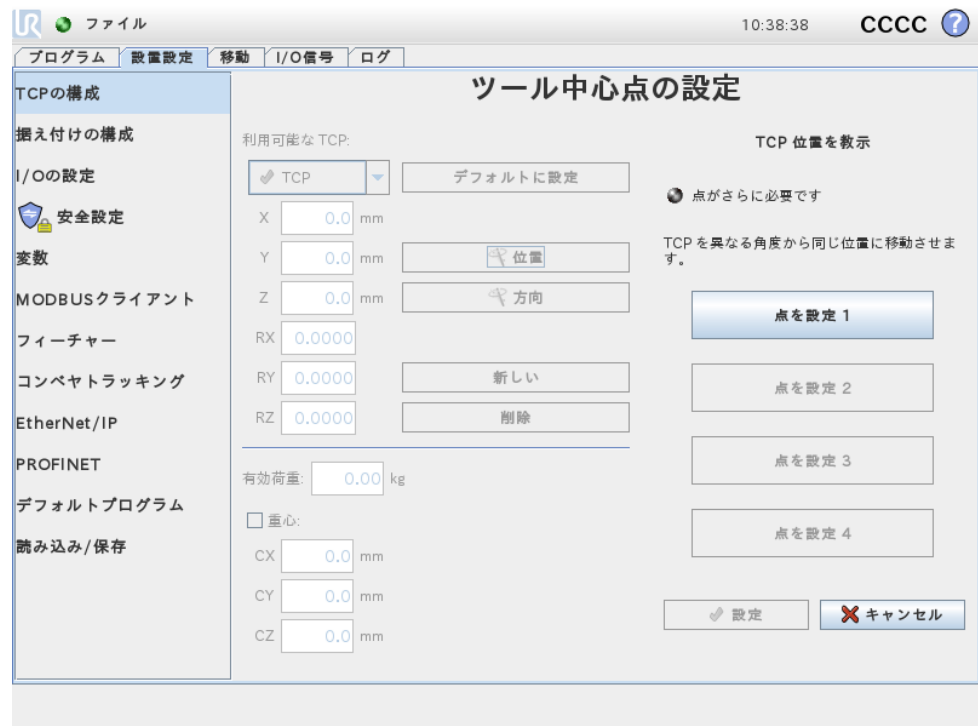 UR ファイル 10:38:38 CCCC ?
プログラム 設置設定 移動 I/O信号 ログ
TCPの構成
据え付けの構成
I/Oの設定
安全設定
変数
MODBUSクライアント
フィーチャー
コンベヤトラッキング
EtherNet/IP
PROFINET
デフォルトプログラム
読み込み/保存
ツール中心点の設定
利用可能な TCP:
TCP デフォルトに設定
X 0.0 mm
Y 0.0 mm 位置
Z 0.0 mm 方向
RX 0.0000
RY 0.0000 新しい
RZ 0.0000 削除
有効荷重: 0.00 kg
重心:
CX 0.0 mm
CY 0.0 mm
CZ 0.0 mm
TCP 位置を教示
点がさらに必要です
TCP を異なる角度から同じ位置に移動させま
す。
点を設定 1
点を設定 2
点を設定 3
点を設定 4
設定 キャンセル